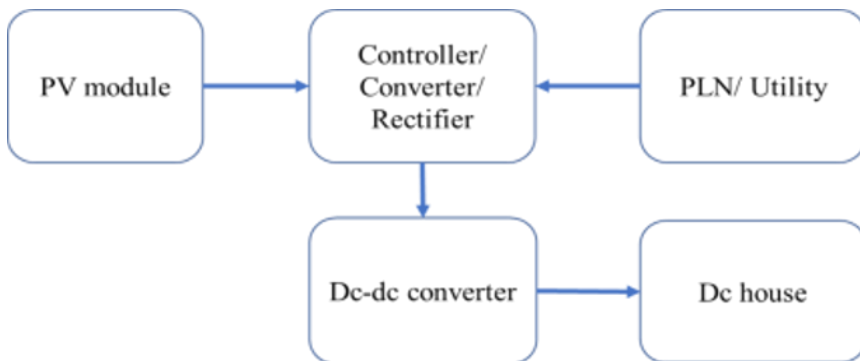 PV module
Controller/
Converter/
Rectifier
PLN/ Utility
Dc-dc converter
Dc house